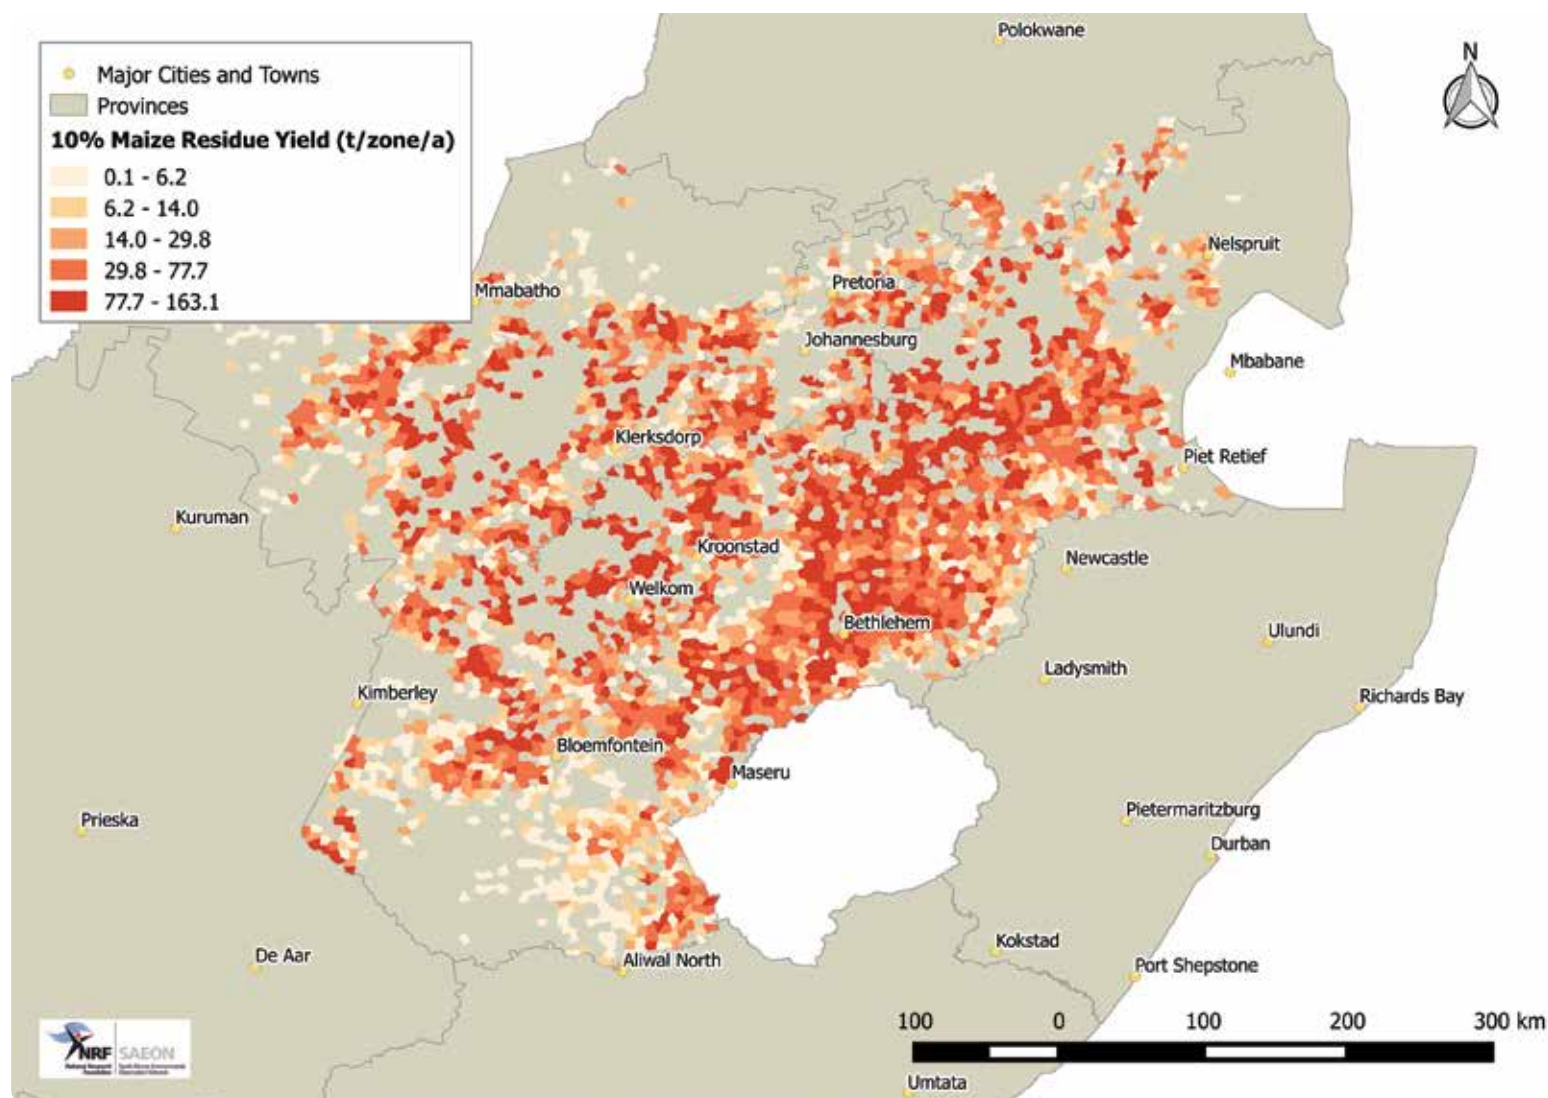 Polokwane
N
Major Cities and Towns
Provinces
10% Maize Residue Yield (t/zone/a)
0.1 - 6.2
6.2 - 14.0
14.0 - 29.8
29.8 - 77.7
77.7 - 163.1
Nelspruit
Pretoria
Mmabatho
Johannesburg
Mbabane
Klerksdorp
Piet Retief
Kuruman
Kroonstad
Newcastle
Welkom
Bethlehem
Ulundi
Ladysmith
Kimberley
Richards Bay
Bloemfontein
Maseru
Pietermaritzburg
Prieska
Durban
Kokstad
De Aar
Aliwal North
Port Shepstone
100 0 100 200 300 km
NRF SAEON
Umtata